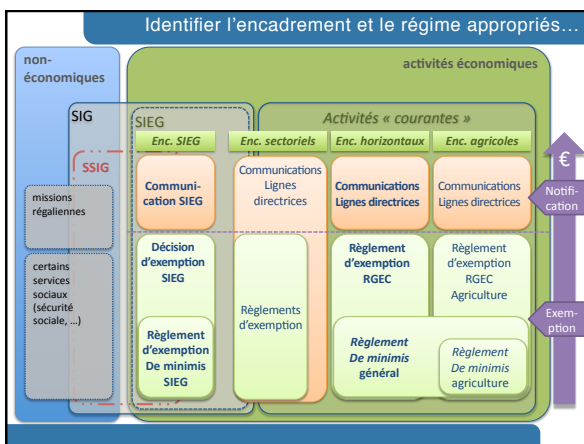 Identifier l'encadrement et le régime appropriés…
non-
économiques
activités économiques
SIG
SIEG
Activités « courantes »
Enc. SIEG
Enc. sectoriels
Enc. horizontaux
Enc. agricoles
€
SSIG
missions
régaliennes
Communi-
cation SIEG
Communications
Lignes
directrices
Communications
Lignes directrices
Communications
Lignes directrices
Notifi-
cation
certains
services
sociaux
(sécurité
sociale, …)
Décision
d'exemption
SIEG
Règlement
d'exemption
De minimis
SIEG
Règlements
d'exemption
Règlement
d'exemption
RGEC
Règlement
d'exemption
RGEC
Agriculture
Règlement
De minimis
général
Règlement
De minimis
agriculture
Exem-
ption